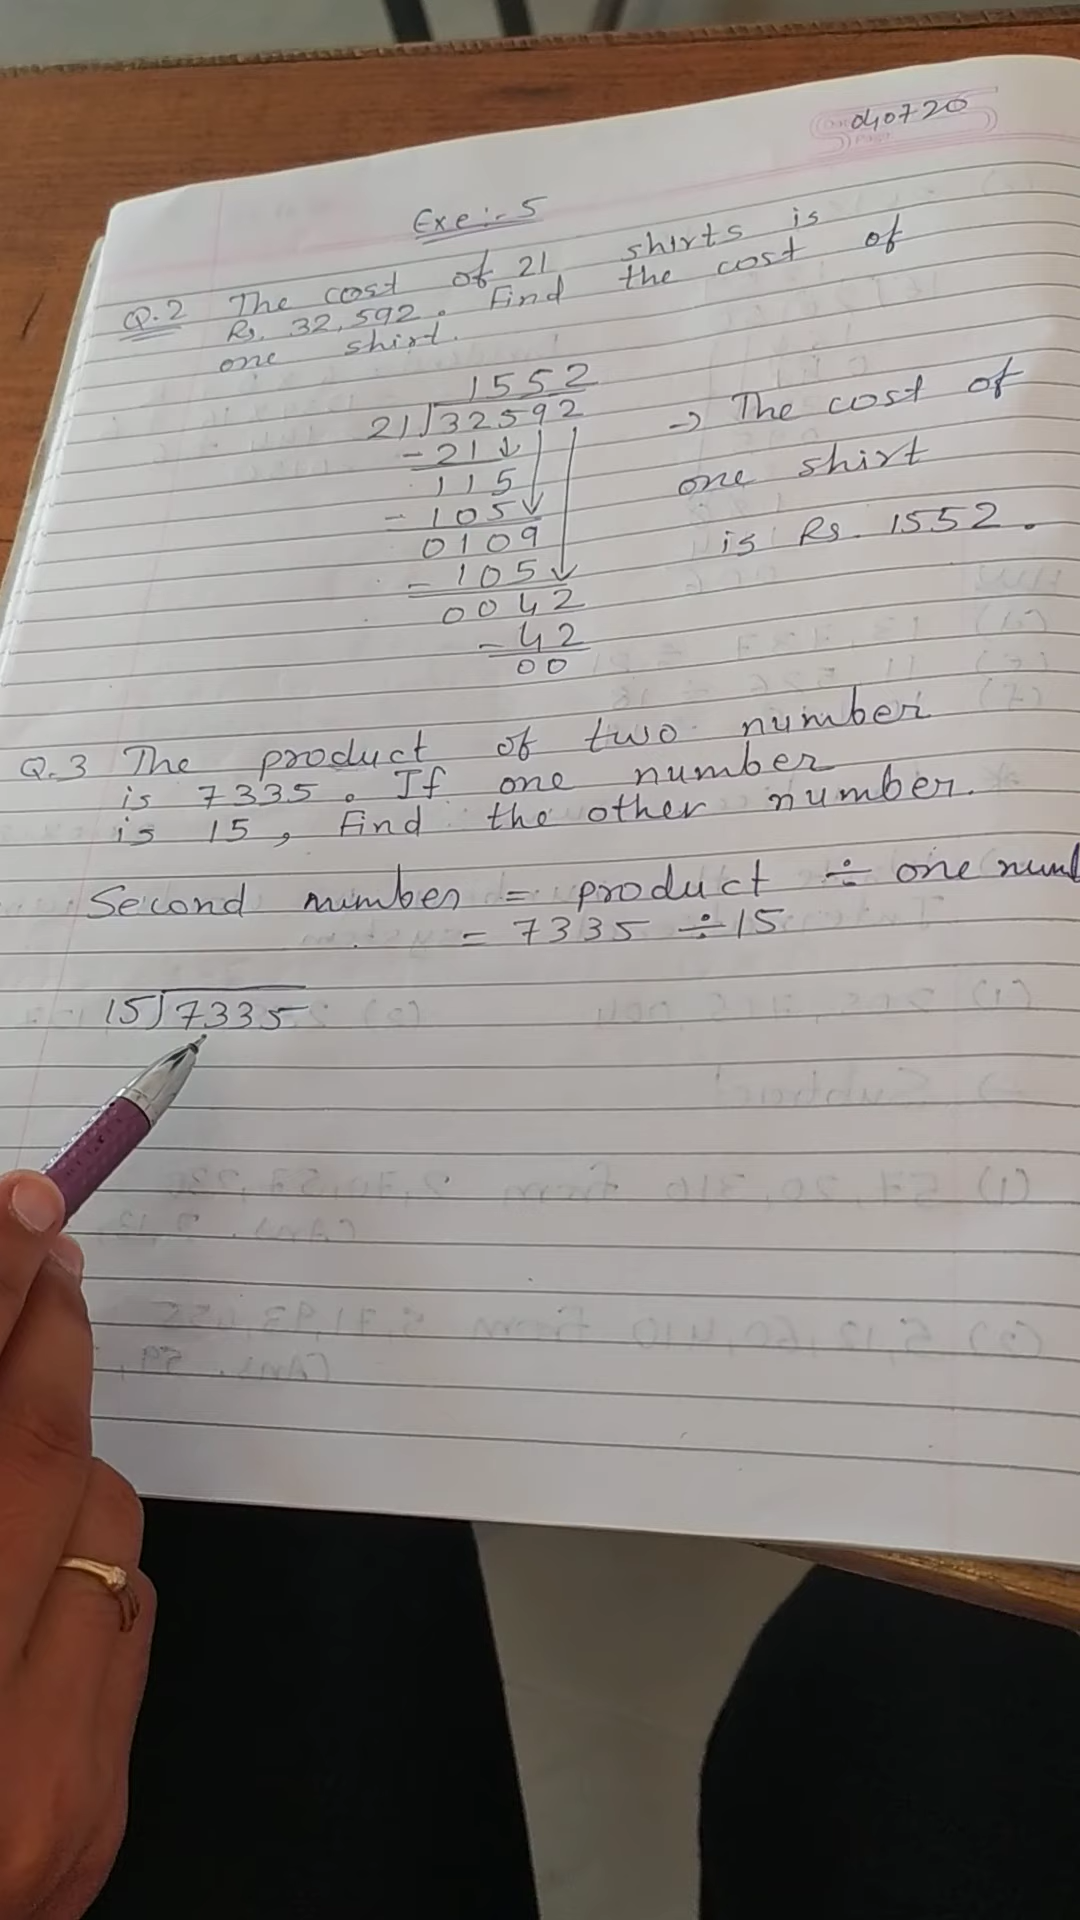 040720
Exe:- 5
Q.2 The cost of 21 shirts is
Rs. 32,592. Find the cost of
one shirt.
1552
21)32592
-21
115
-105
0109
-105
0042
-42
00
→ The cost of
one shirt
is Rs. 1552.
Q.3 The product of two number
is 7335. If one number
is 15, Find the other number.
Second number = product ÷ one num
= 7335 ÷ 15
15)7335